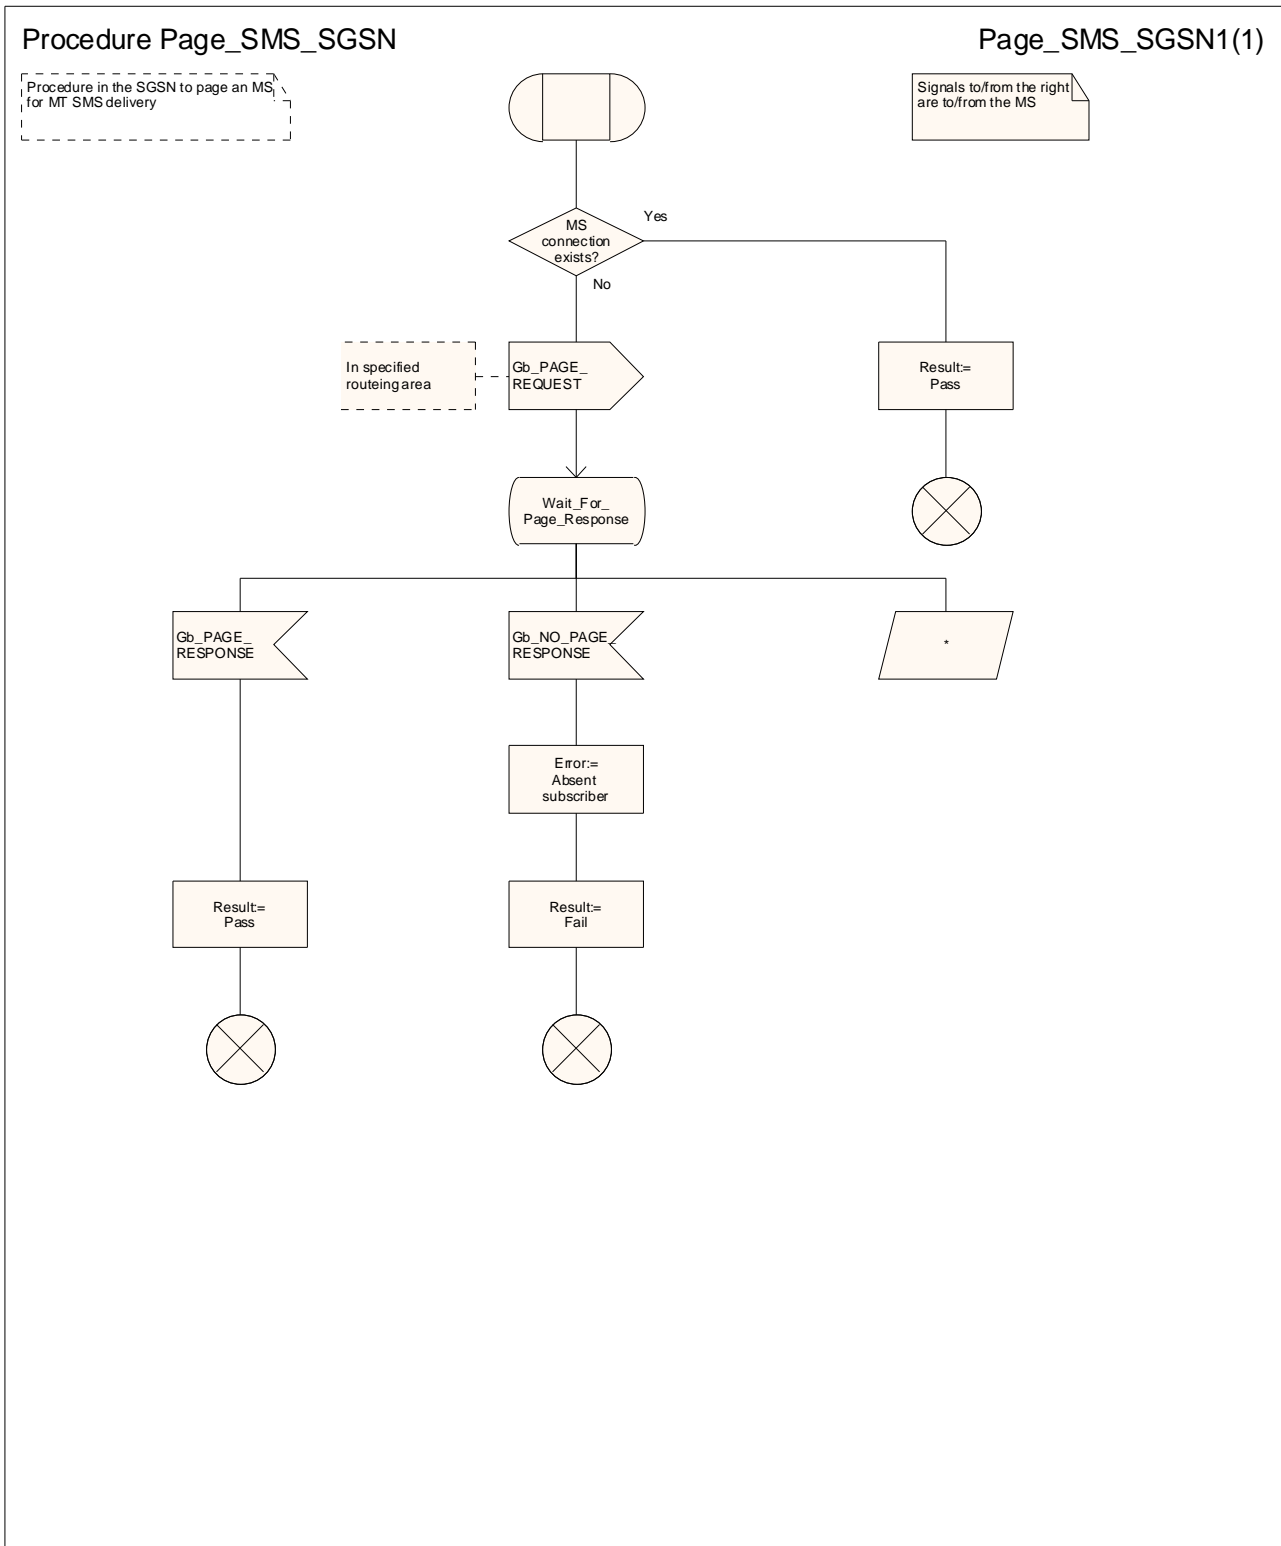 Procedure Page_SMS_SGSN
Page_SMS_SGSN1(1)
Procedure in the SGSN to page an MS
for MT SMS delivery
Signals to/from the right
are to/from the MS
MS
connection
exists?
Yes
No
In specified
routeing area
Gb_PAGE_
REQUEST
Result:=
Pass
Wait_For_
Page_Response
Gb_PAGE_
RESPONSE
Gb_NO_PAGE_
RESPONSE
*
Error:=
Absent
subscriber
Result:=
Pass
Result:=
Fail